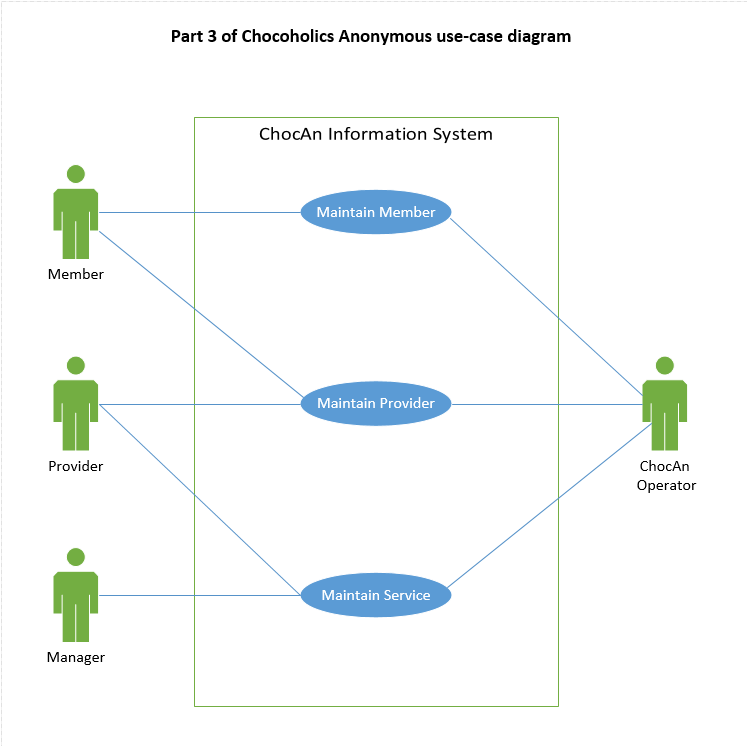 Part 3 of Chocoholics Anonymous use-case diagram
ChocAn Information System
Maintain Member
Member
Maintain Provider
Provider
ChocAn
Operator
Maintain Service
Manager